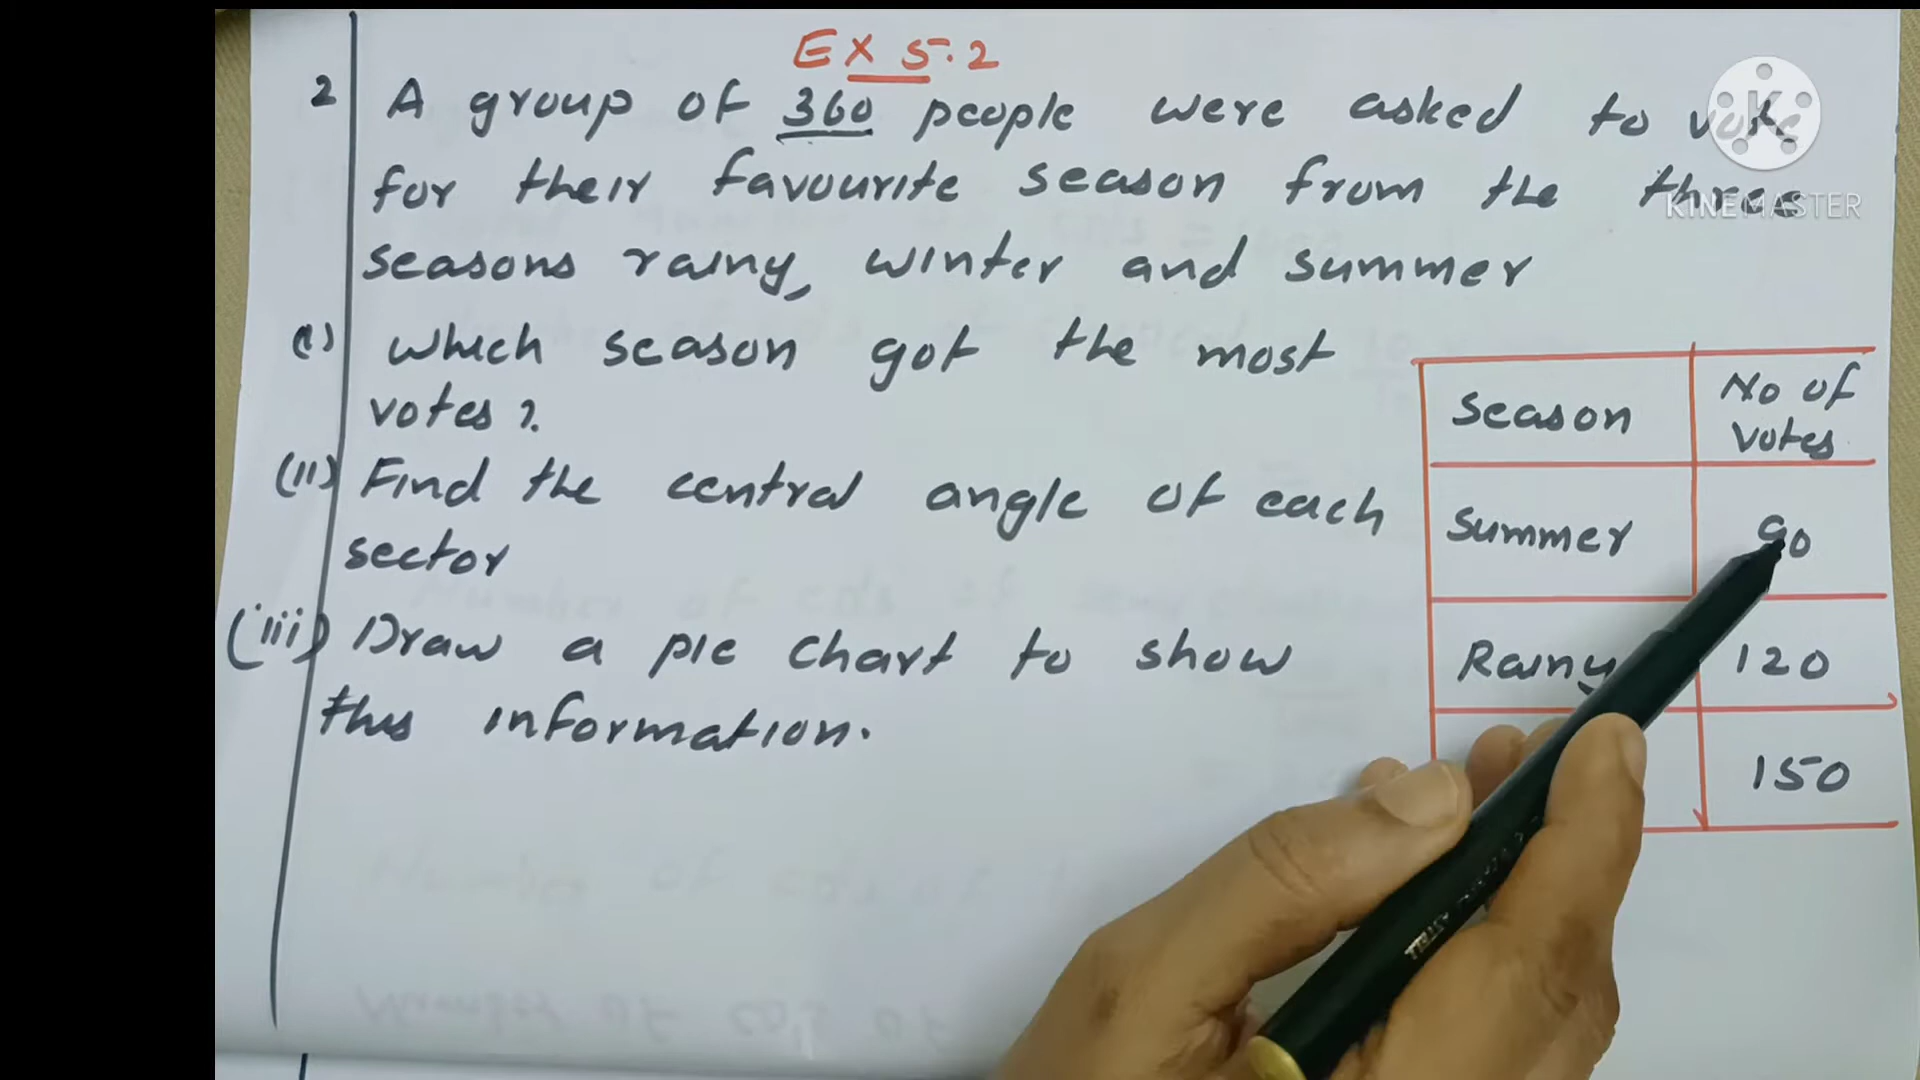 EX 5.2
2 A group of 360 people were asked to vote
for their favourite season from the three
seasons rainy, winter and summer
(i) which season got the most
votes?
(ii) Find the central angle of each
sector
(iii) Draw a pie chart to show
this information.
Season No of votes
Summer 90
Rainy 120
150
KINEMASTER